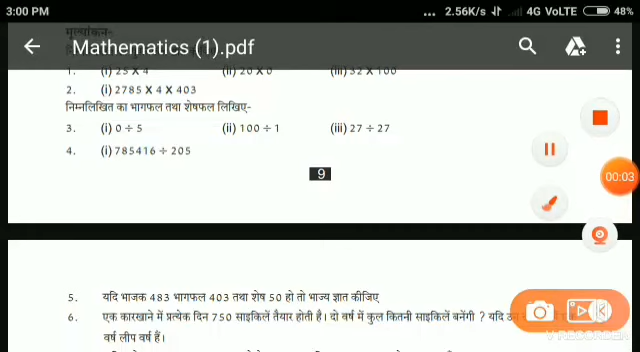 3:00 PM ... 2.56K/s 4G VoLTE 48%
Mathematics (1).pdf
मूल्यांकन-
1. (i) 25 X 4 (ii) 20 X 0 (iii) 32 X 100
2. (i) 2785 X 4 X 403
निम्नलिखित का भागफल तथा शेषफल लिखिए-
3. (i) 0 ÷ 5 (ii) 100 ÷ 1 (iii) 27 ÷ 27
4. (i) 785416 ÷ 205
00:03
9
5. यदि भाजक 483 भागफल 403 तथा शेष 50 हो तो भाज्य ज्ञात कीजिए
6. एक कारखाने में प्रत्येक दिन 750 साइकिलें तैयार होती है। दो वर्ष में कुल कितनी साइकिलें बनेंगी ? यदि
वर्ष लीप वर्ष हैं।
V RECORDER